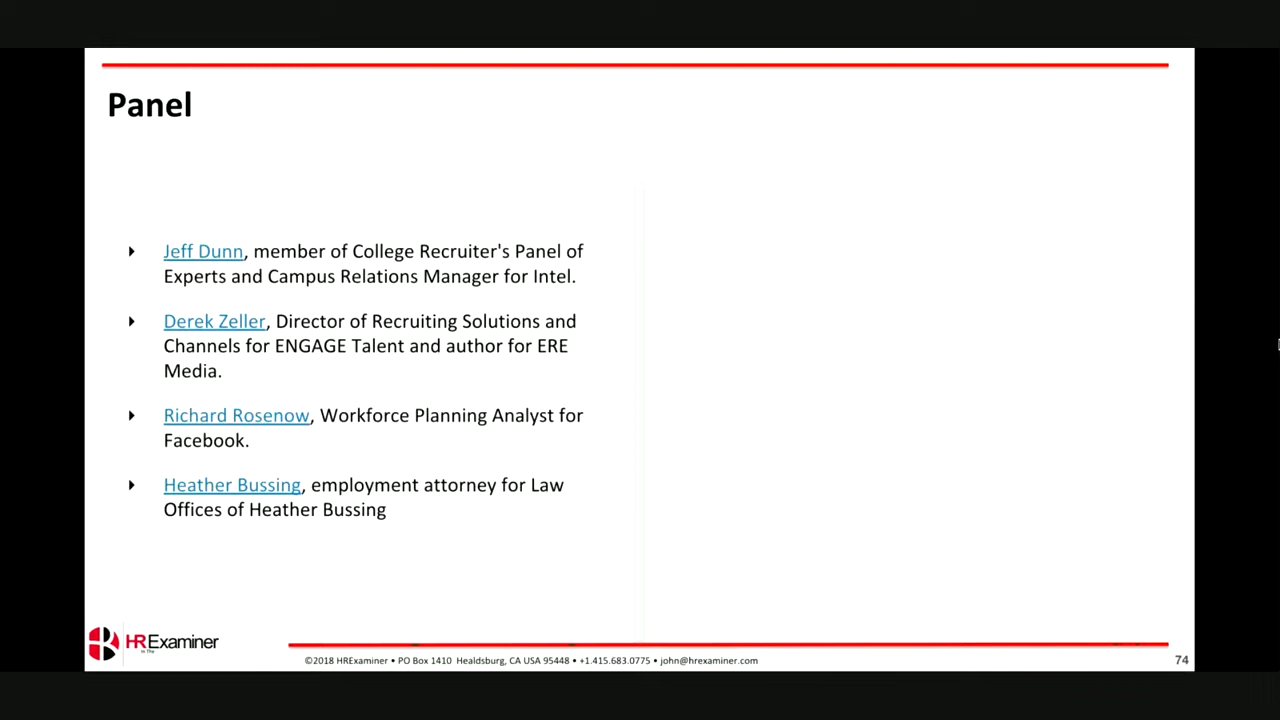 Panel
Jeff Dunn, member of College Recruiter's Panel of
Experts and Campus Relations Manager for Intel.
Derek Zeller, Director of Recruiting Solutions and
Channels for ENGAGE Talent and author for ERE
Media.
Richard Rosenow, Workforce Planning Analyst for
Facebook.
Heather Bussing, employment attorney for Law
Offices of Heather Bussing
HRExaminer
In The
©2018 HRExaminer • PO Box 1410 Healdsburg, CA USA 95448 • +1.415.683.0775 • john@hrexaminer.com
74